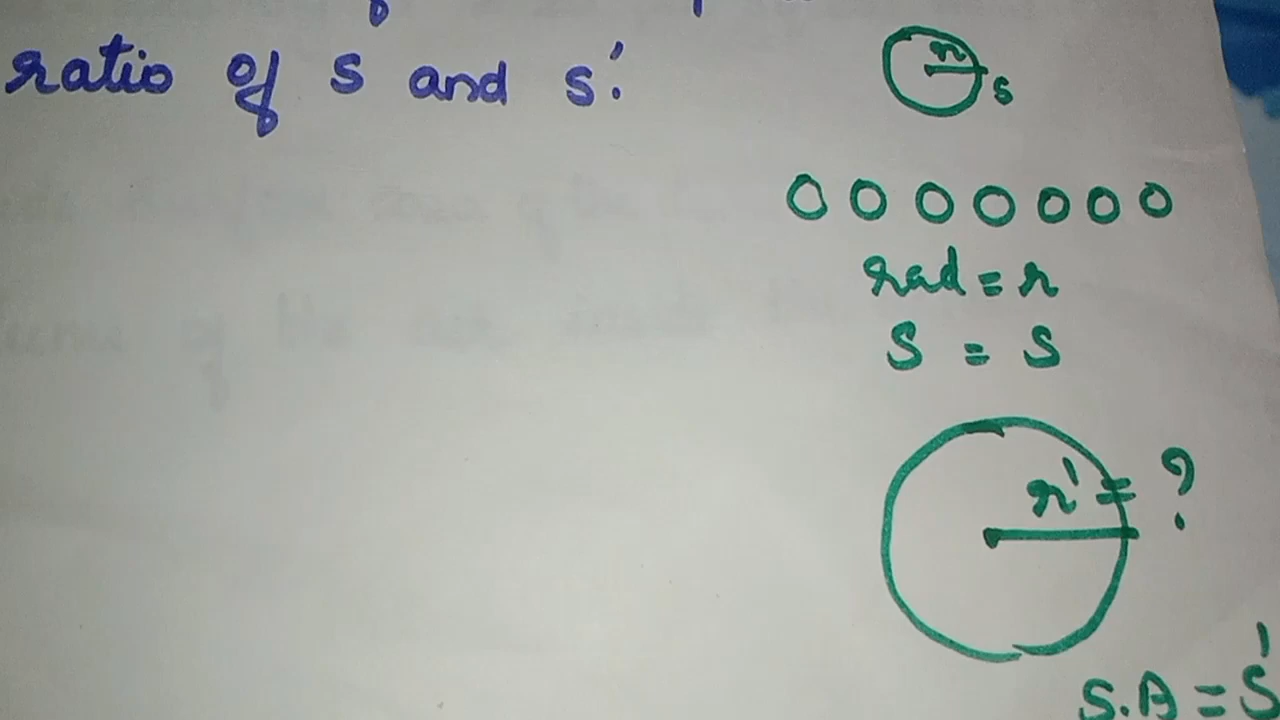 ratio of S and S'.
r
S
rad = r
S = S
r' = ?
S.A = S'